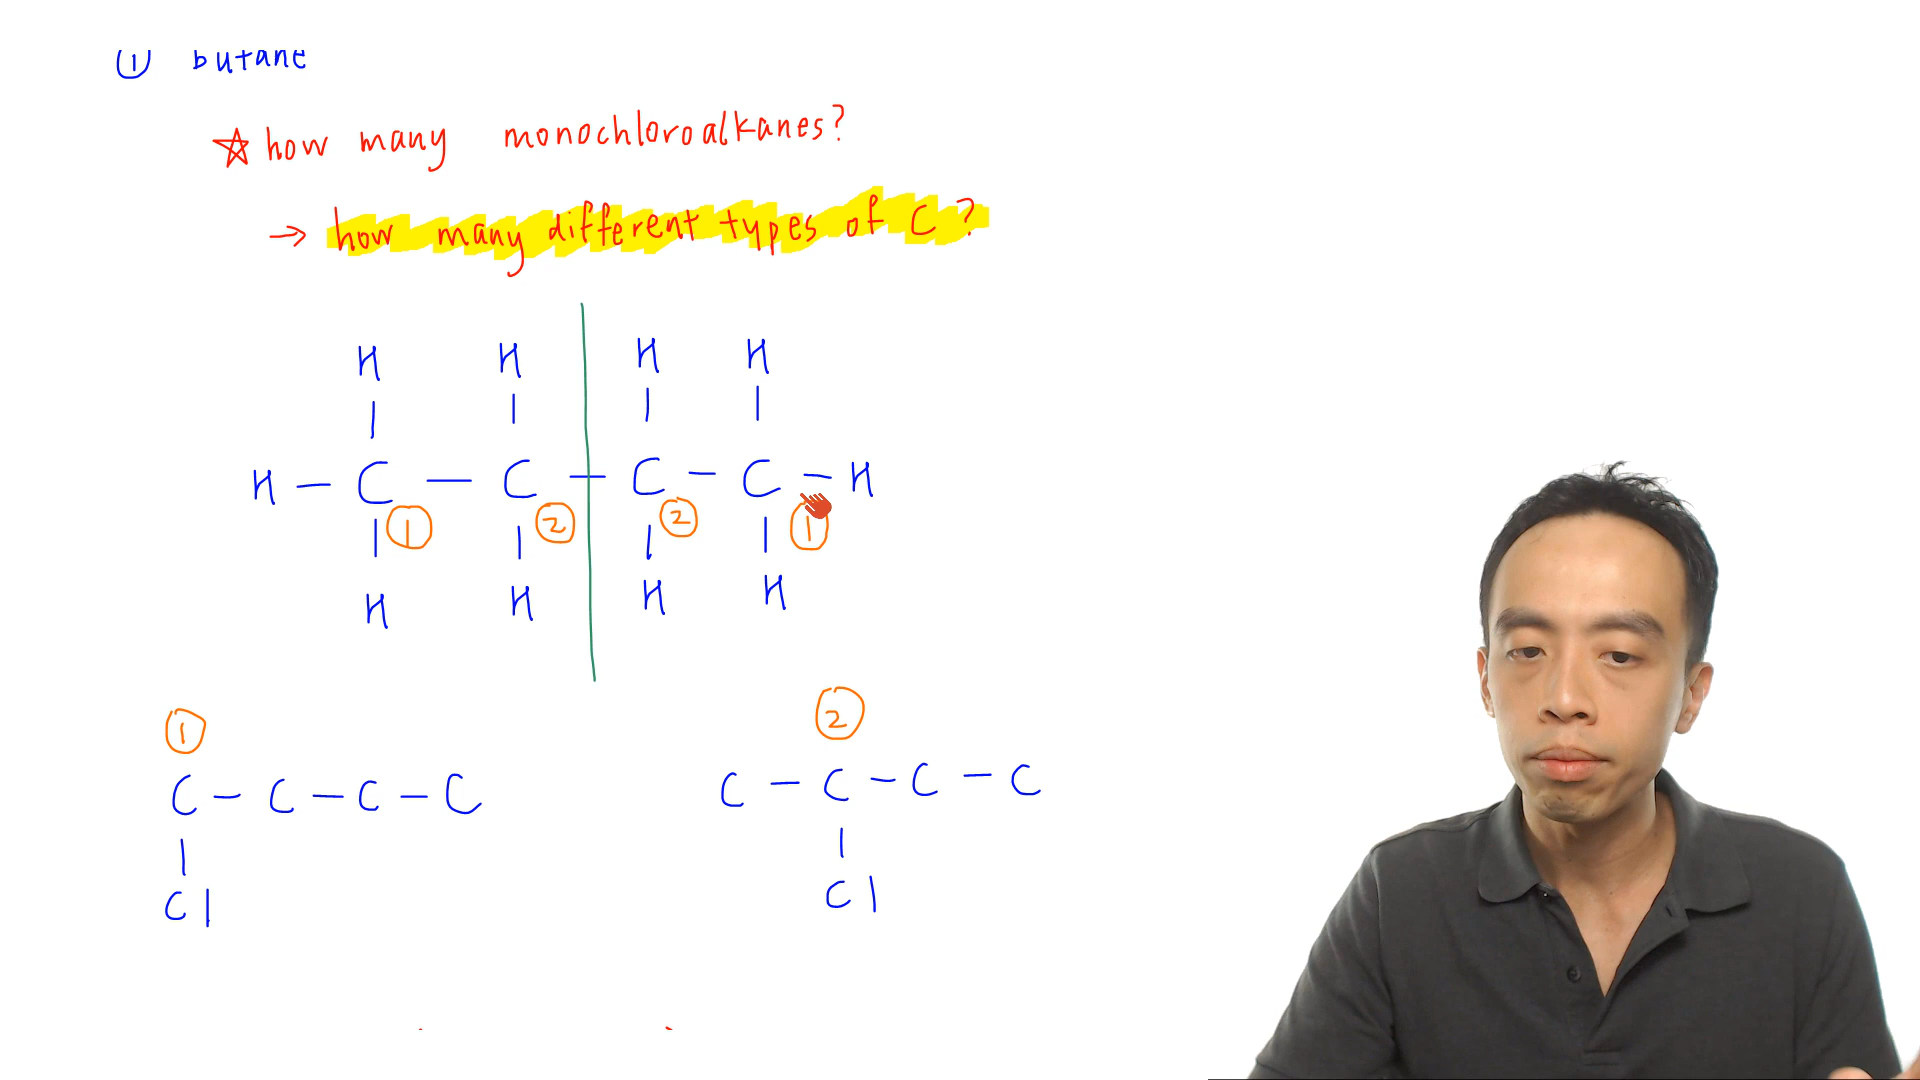 ① butane
☆ how many monochloroalkanes?
→ how many different types of C ?
H H H H
H — C — C — C — C — H
① ② ② ①
H H H H
① ②
C — C — C — C C — C — C — C
Cl Cl